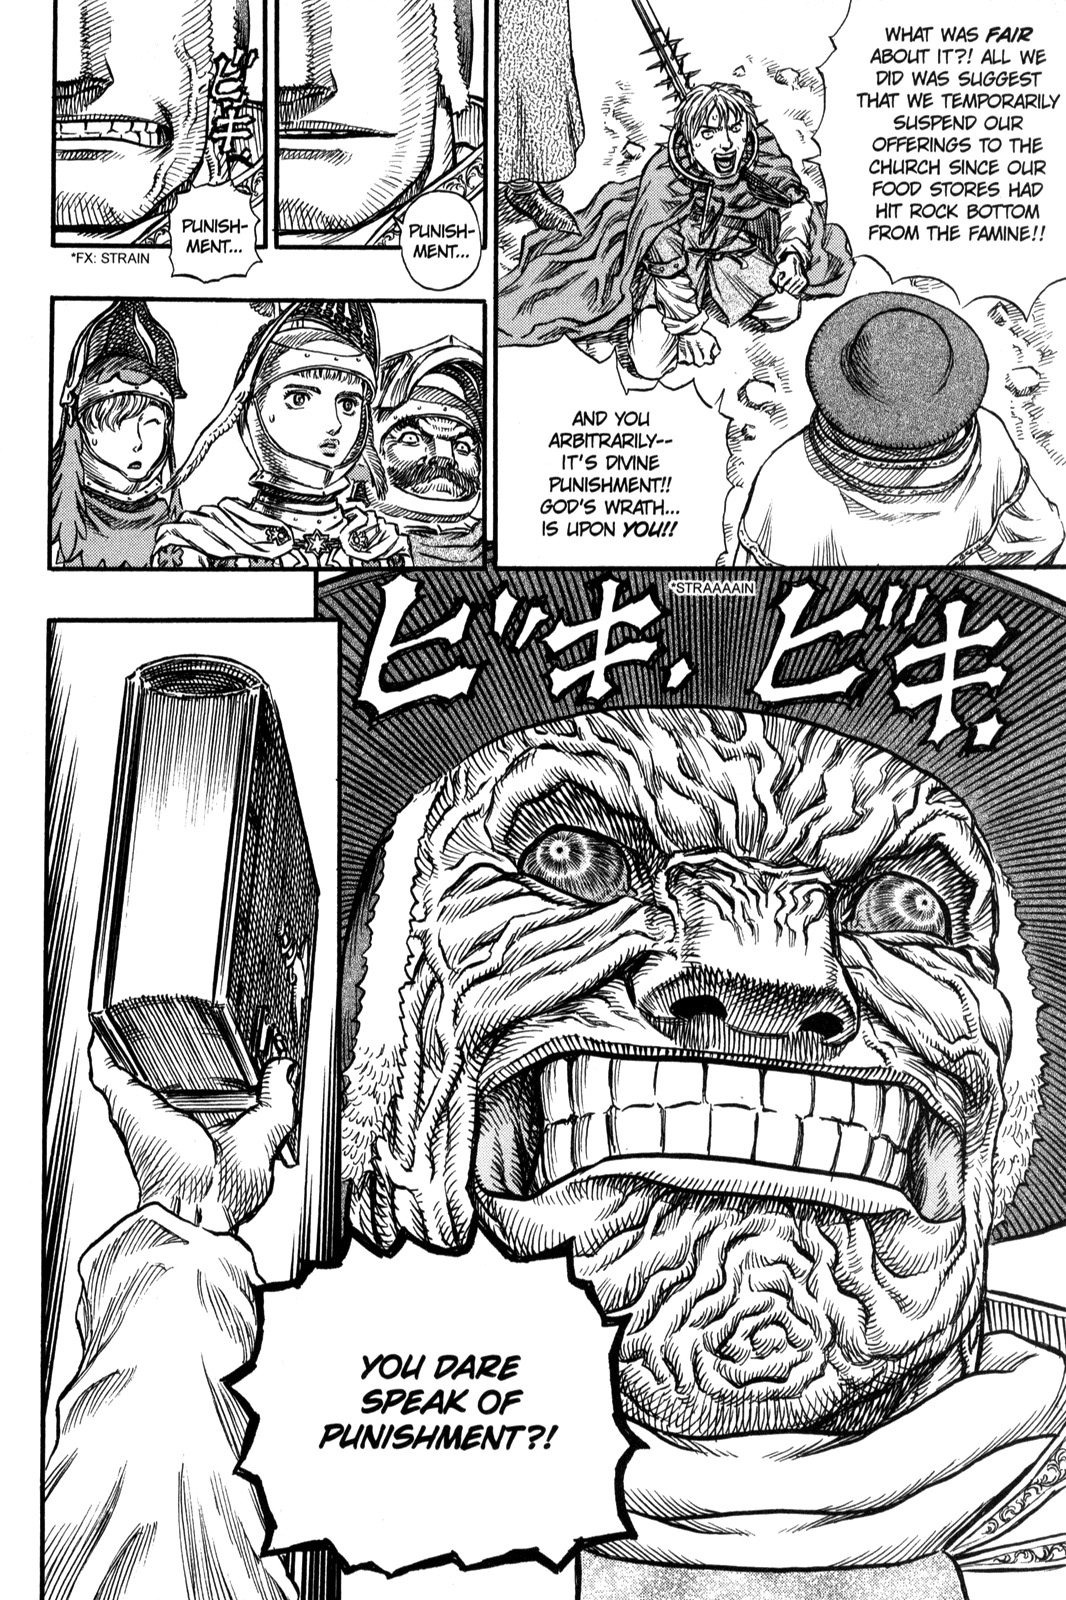 WHAT WAS FAIR
ABOUT IT?! ALL WE
DID WAS SUGGEST
THAT WE TEMPORARILY
SUSPEND OUR
OFFERINGS TO THE
CHURCH SINCE OUR
FOOD STORES HAD
HIT ROCK BOTTOM
FROM THE FAMINE!!
AND YOU
ARBITRARILY--
IT'S DIVINE
PUNISHMENT!!
GOD'S WRATH...
IS UPON YOU!!
PUNISH-
MENT...
ビキ
PUNISH-
MENT...
*FX: STRAIN
ビキ ビキ
*STRAAAAIN
YOU DARE
SPEAK OF
PUNISHMENT?!